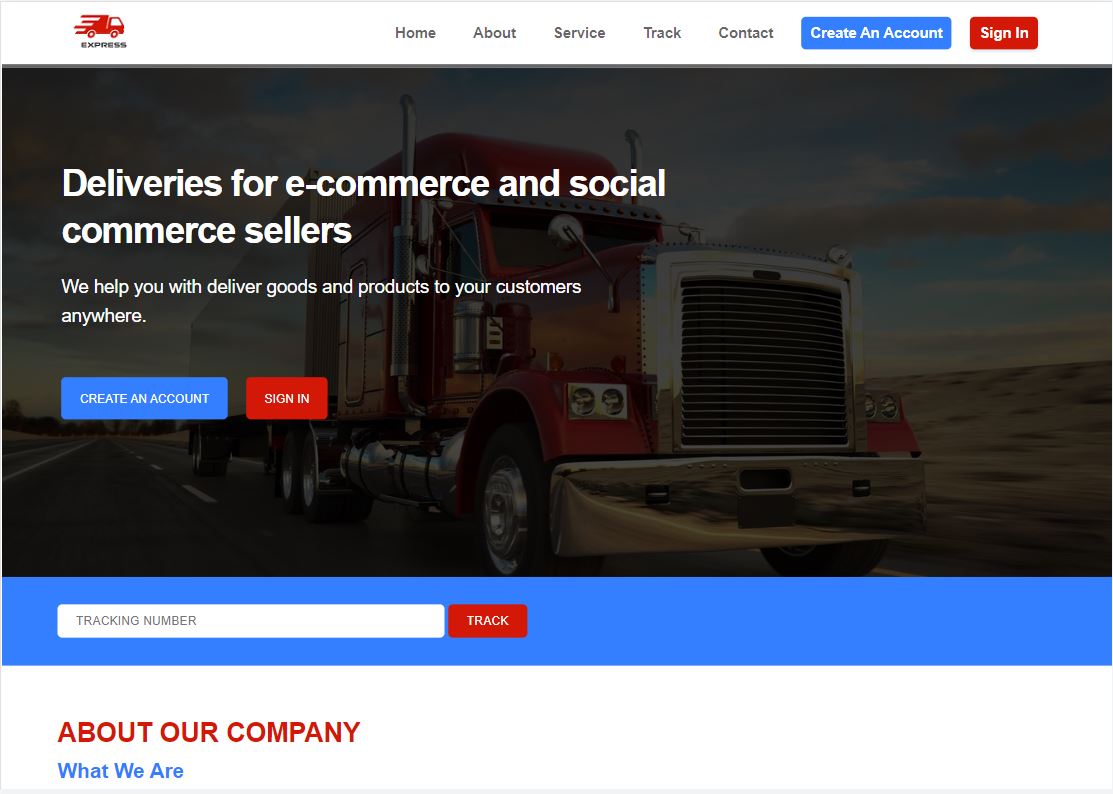 EXPRESS
Home
About
Service
Track
Contact
Create An Account
Sign In
Deliveries for e-commerce and social
commerce sellers
We help you with deliver goods and products to your customers
anywhere.
CREATE AN ACCOUNT
SIGN IN
TRACKING NUMBER
TRACK
ABOUT OUR COMPANY
What We Are